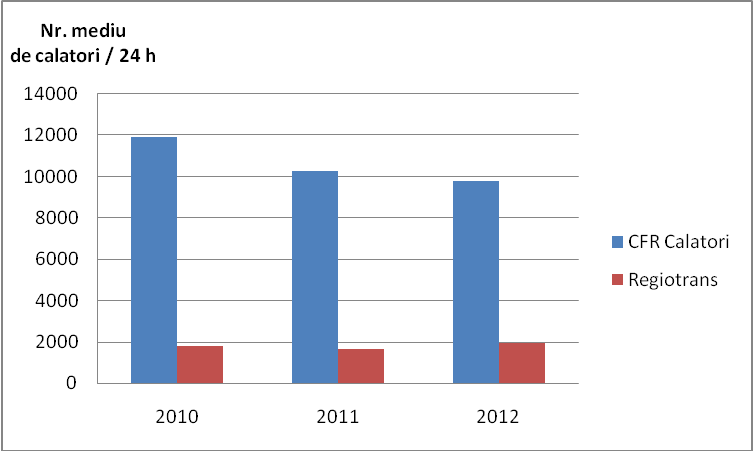 Nr. mediu
de calatori / 24 h
14000
12000
10000
8000
6000
4000
2000
0
2010 2011 2012
CFR Calatori
Regiotrans